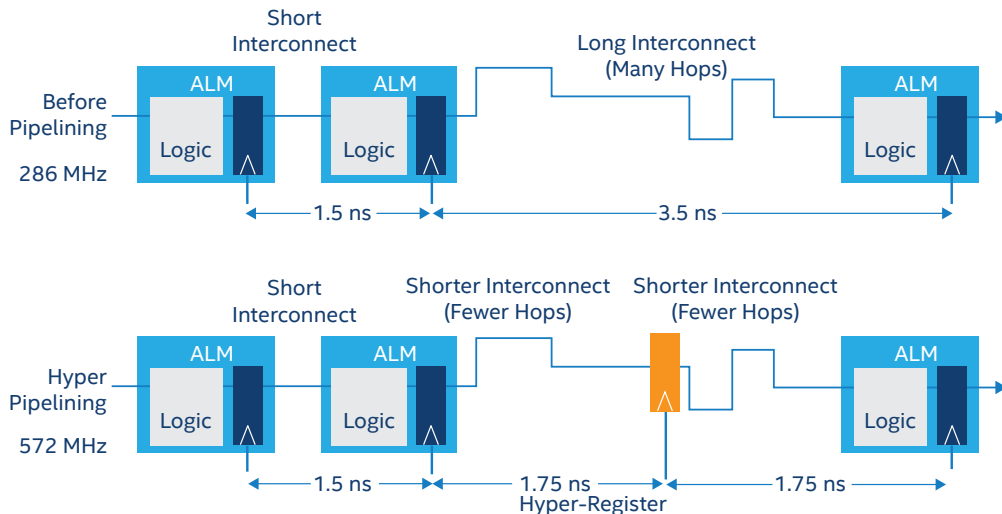 Short
Interconnect
Long Interconnect
(Many Hops)
ALM
ALM
ALM
Before
Pipelining
286 MHz
Logic
Logic
Logic
1.5 ns
3.5 ns
Short
Interconnect
Shorter Interconnect
(Fewer Hops)
Shorter Interconnect
(Fewer Hops)
ALM
ALM
ALM
Hyper
Pipelining
572 MHz
Logic
Logic
Logic
1.5 ns
1.75 ns
1.75 ns
Hyper-Register